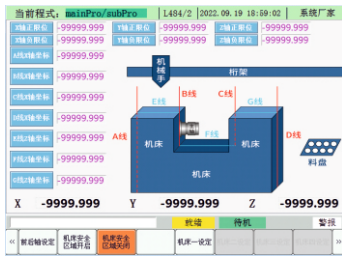 当前程式: mainPro/subPro L484/2 2022.09.19 18:59:02 系统厂家
X轴正限位 -99999.999 Y轴正限位 -99999.999 Z轴正限位 -99999.999
X轴负限位 -99999.999 Y轴负限位 -99999.999 Z轴负限位 -99999.999
A线X轴坐标 -99999.999
B线X轴坐标 -99999.999
C线X轴坐标 -99999.999
D线X轴坐标 -99999.999
E线Z轴坐标 -99999.999
F线Z轴坐标 -99999.999
G线Z轴坐标 -99999.999
机械手
桁架
B线 C线
E线 G线
A线 F线 D线
机床 机床
机床
料盘
X -99999.999 Y -99999.999 Z -99999.999
就绪 待机 警报
« 前后轴设定 机床安全区域开启 机床安全区域关闭 机床一设定 »